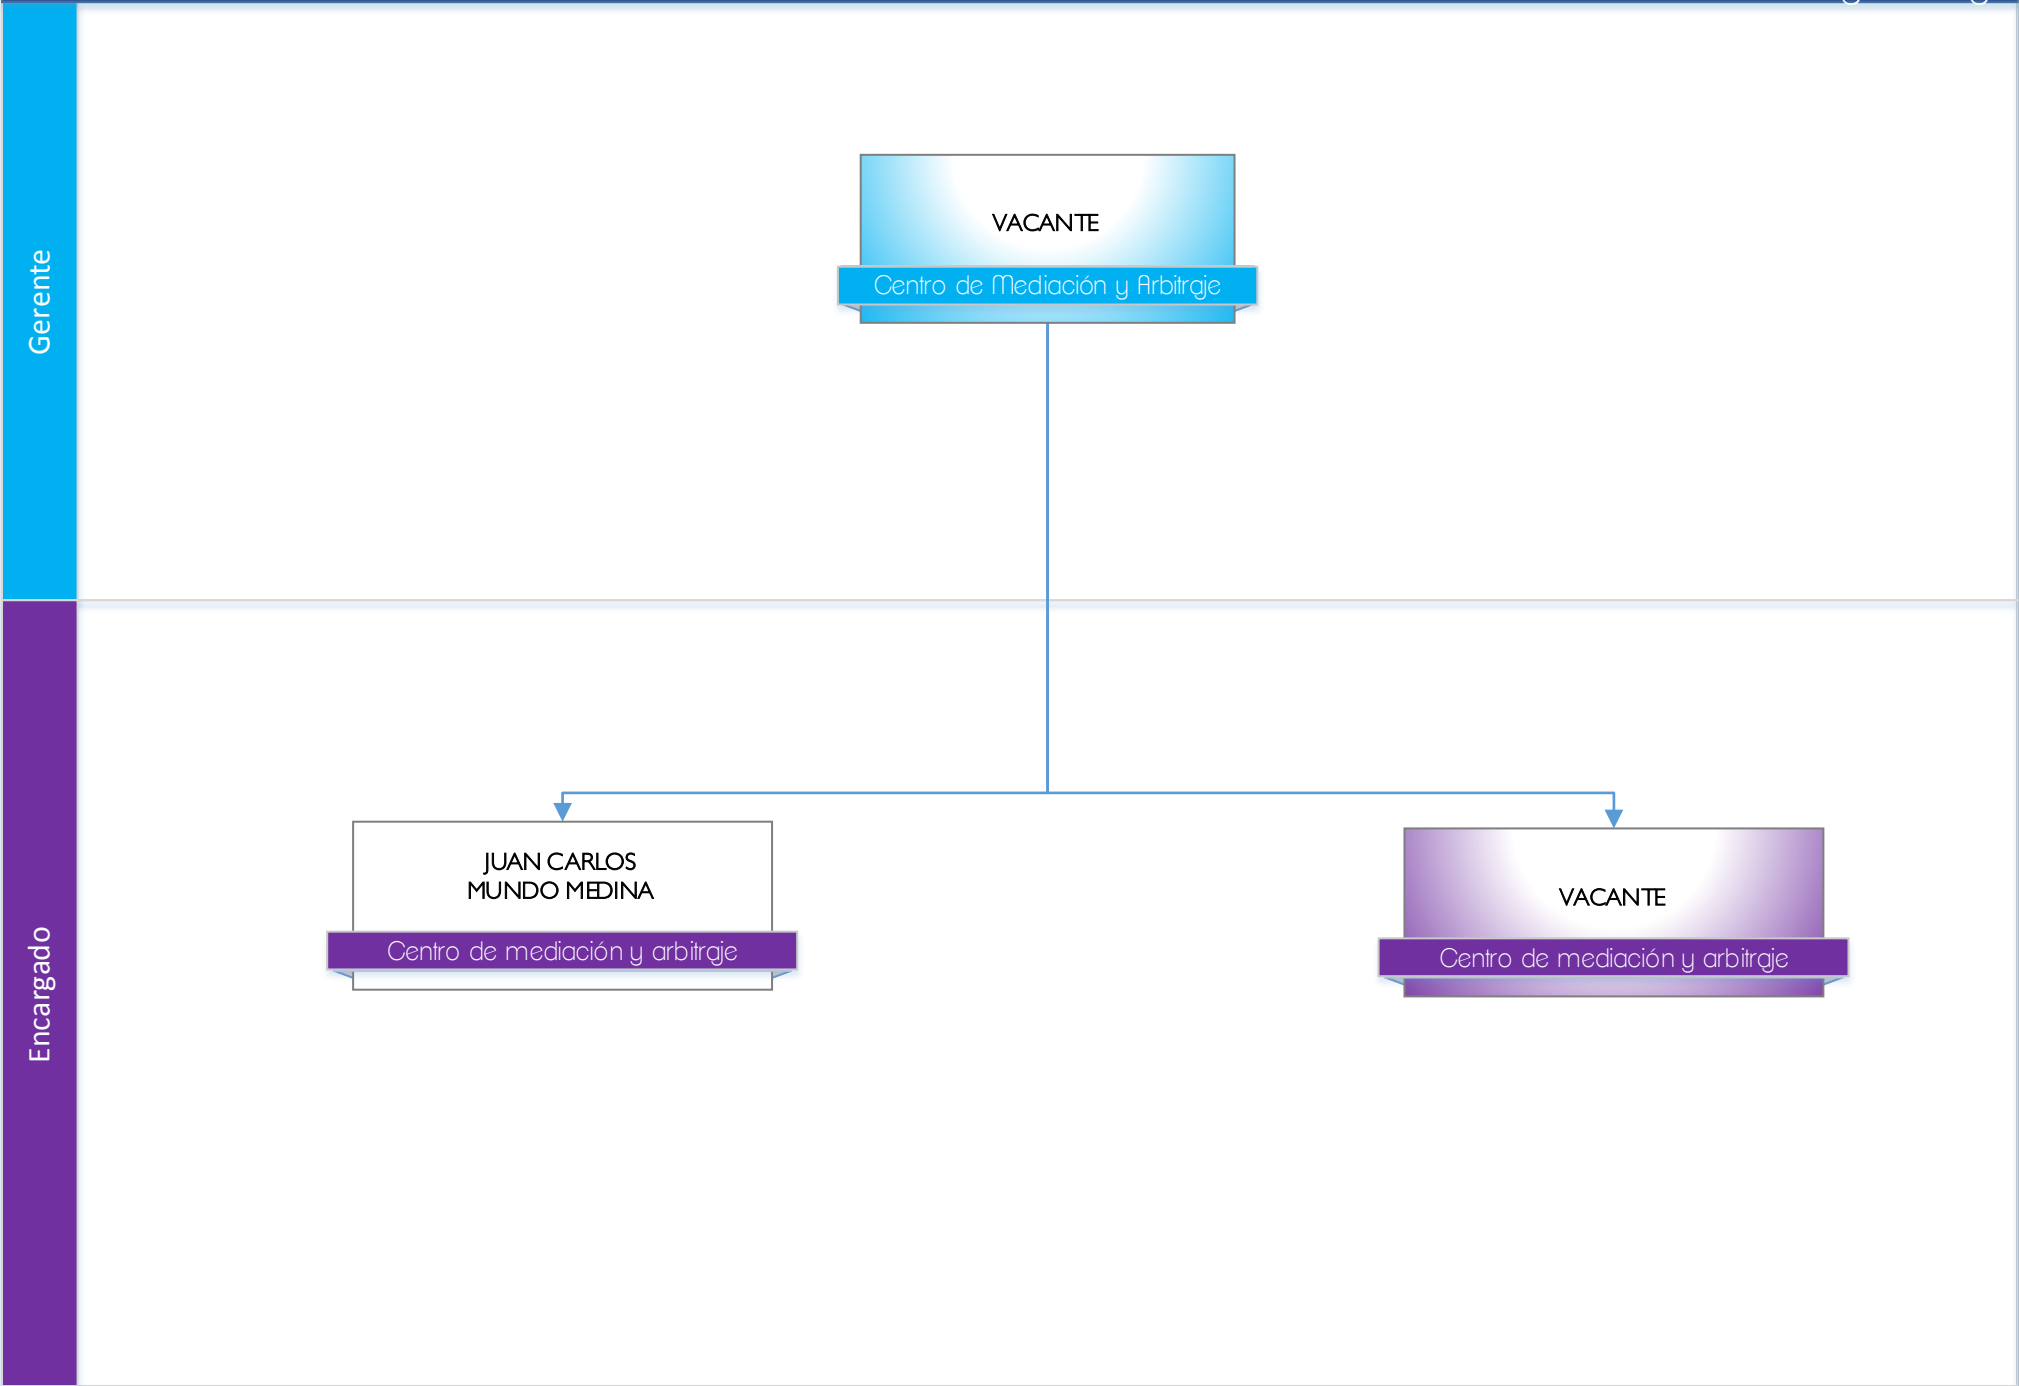 Gerente
VACANTE
Centro de Mediación y Arbitraje
Encargado
JUAN CARLOS
MUNDO MEDINA
Centro de mediación y arbitraje
VACANTE
Centro de mediación y arbitraje